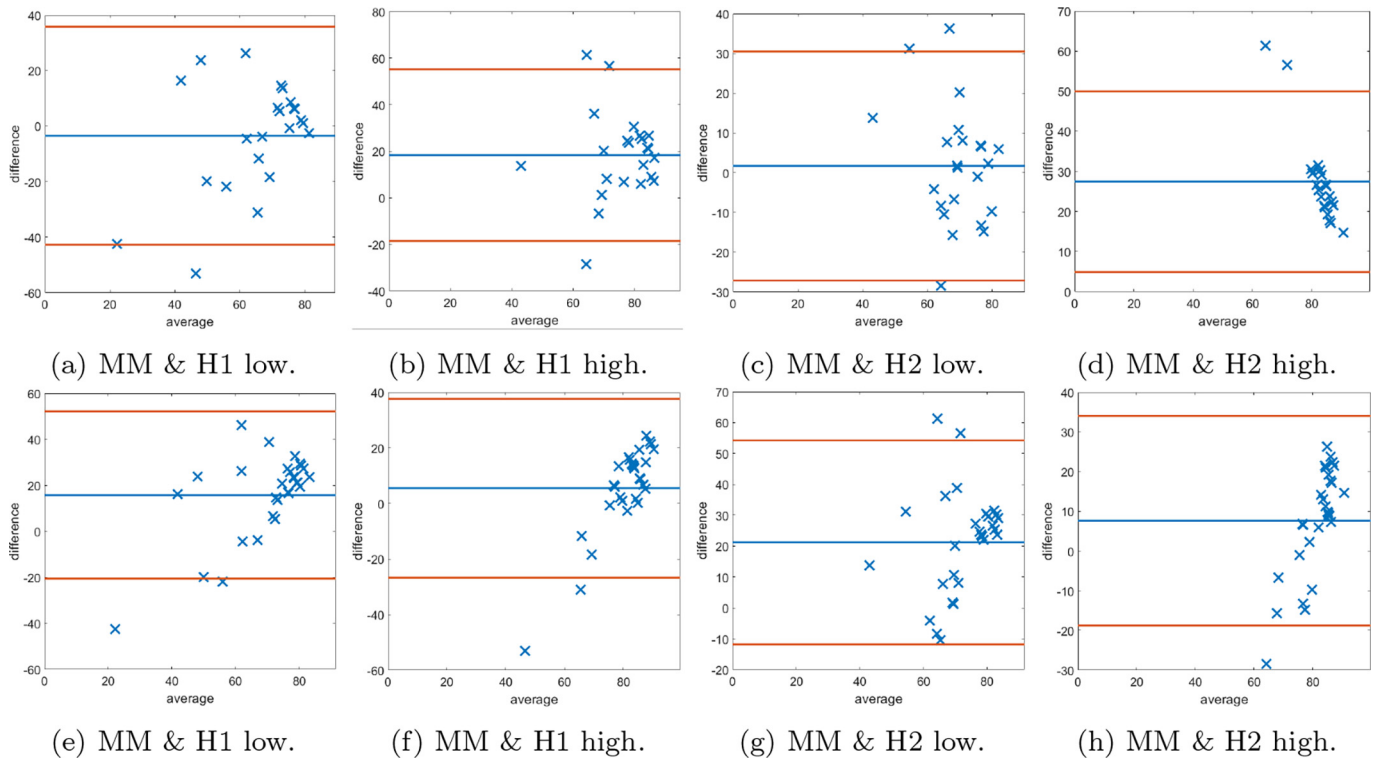 40
20
0
-20
-40
-60
difference
0 20 40 60 80
average
(a) MM & H1 low.
80
60
40
20
0
-20
-40
difference
0 20 40 60 80
average
(b) MM & H1 high.
40
30
20
10
0
-10
-20
-30
difference
0 20 40 60 80
average
(c) MM & H2 low.
70
60
50
40
30
20
10
0
difference
0 20 40 60 80
average
(d) MM & H2 high.
60
40
20
0
-20
-40
-60
difference
0 20 40 60 80
average
(e) MM & H1 low.
40
20
0
-20
-40
-60
difference
0 20 40 60 80
average
(f) MM & H1 high.
70
60
50
40
30
20
10
0
-10
-20
difference
0 20 40 60 80
average
(g) MM & H2 low.
40
30
20
10
0
-10
-20
-30
difference
0 20 40 60 80
average
(h) MM & H2 high.